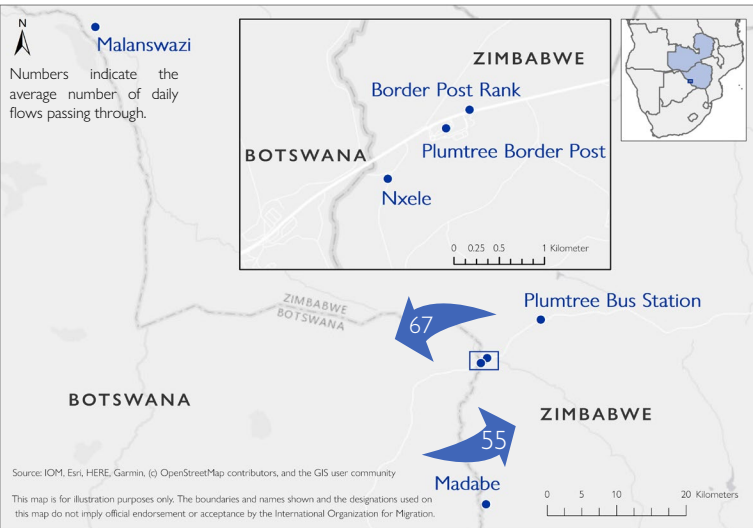 N
Malanswazi
Numbers indicate the
average number of daily
flows passing through.
ZIMBABWE
Border Post Rank
BOTSWANA
Plumtree Border Post
Nxele
0 0.25 0.5 1 Kilometer
ZIMBABWE
BOTSWANA
Plumtree Bus Station
67
BOTSWANA
ZIMBABWE
55
Source: IOM, Esri, HERE, Garmin, (c) OpenStreetMap contributors, and the GIS user community
Madabe
0 5 10 20 Kilometers
This map is for illustration purposes only. The boundaries and names shown and the designations used on
this map do not imply official endorsement or acceptance by the International Organization for Migration.